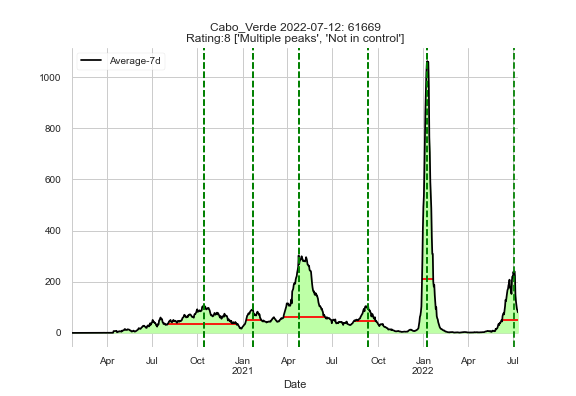 Cabo_Verde 2022-07-12: 61669
Rating:8 ['Multiple peaks', 'Not in control']
Average-7d
1000
800
600
400
200
0
Apr Jul Oct Jan Apr Jul Oct Jan Apr Jul
2021 2022
Date